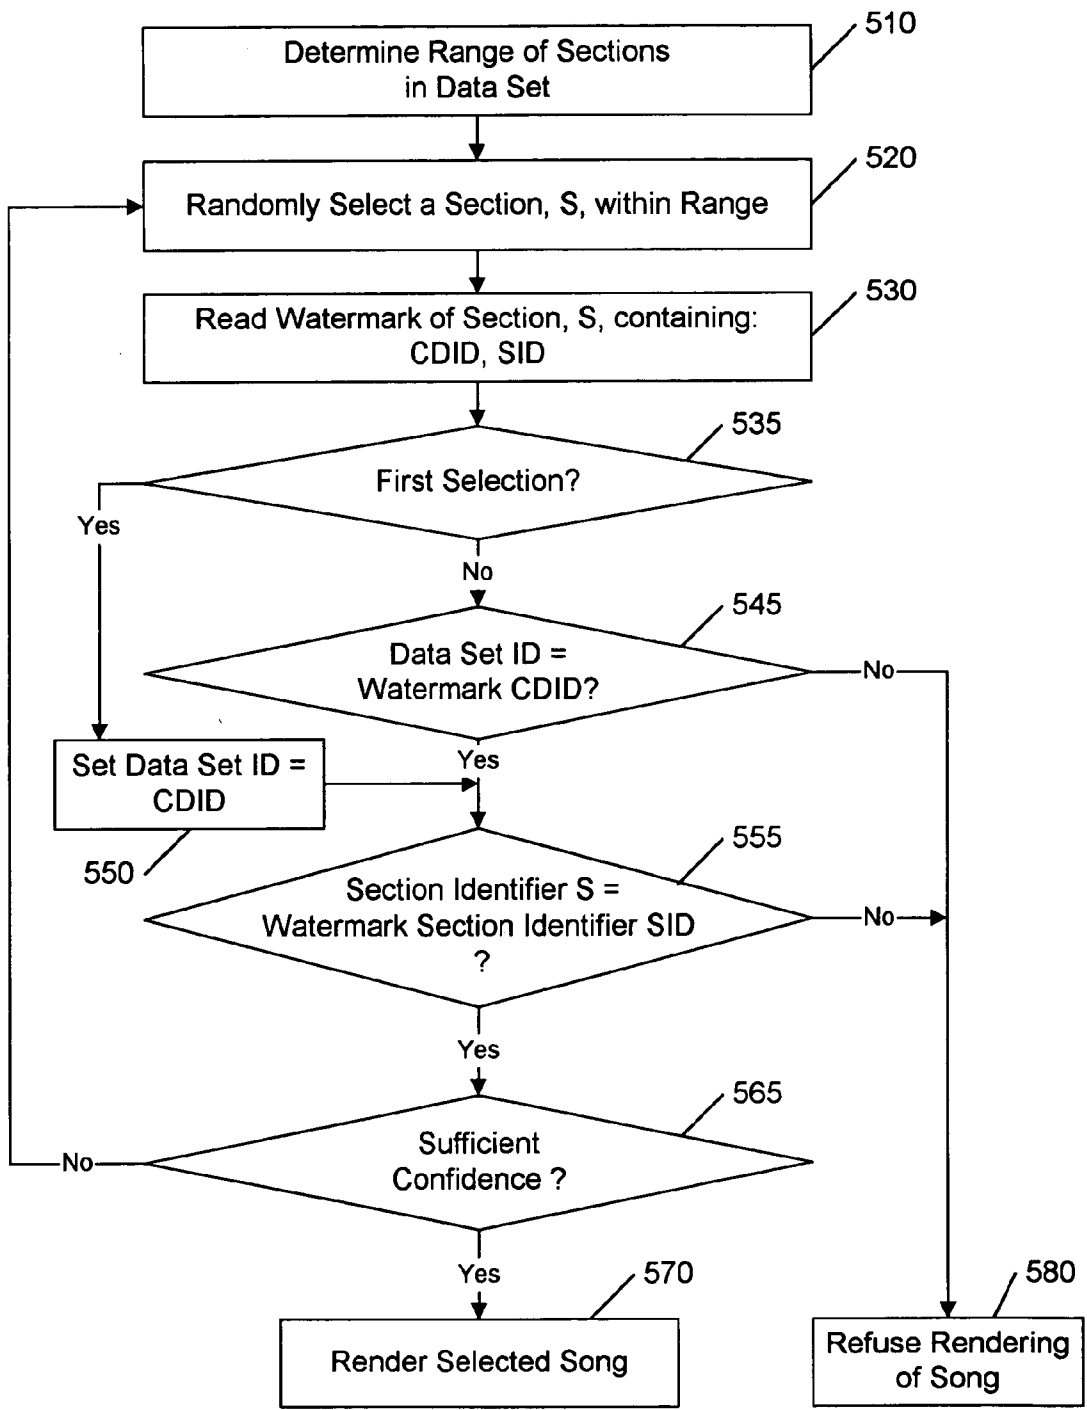 510
Determine Range of Sections
in Data Set
520
Randomly Select a Section, S, within Range
530
Read Watermark of Section, S, containing:
CDID, SID
535
First Selection?
Yes
No
545
Data Set ID =
Watermark CDID?
No
Yes
Set Data Set ID =
CDID
550
555
Section Identifier S =
Watermark Section Identifier SID
?
No
Yes
565
Sufficient
Confidence ?
No
Yes
570
Render Selected Song
580
Refuse Rendering
of Song